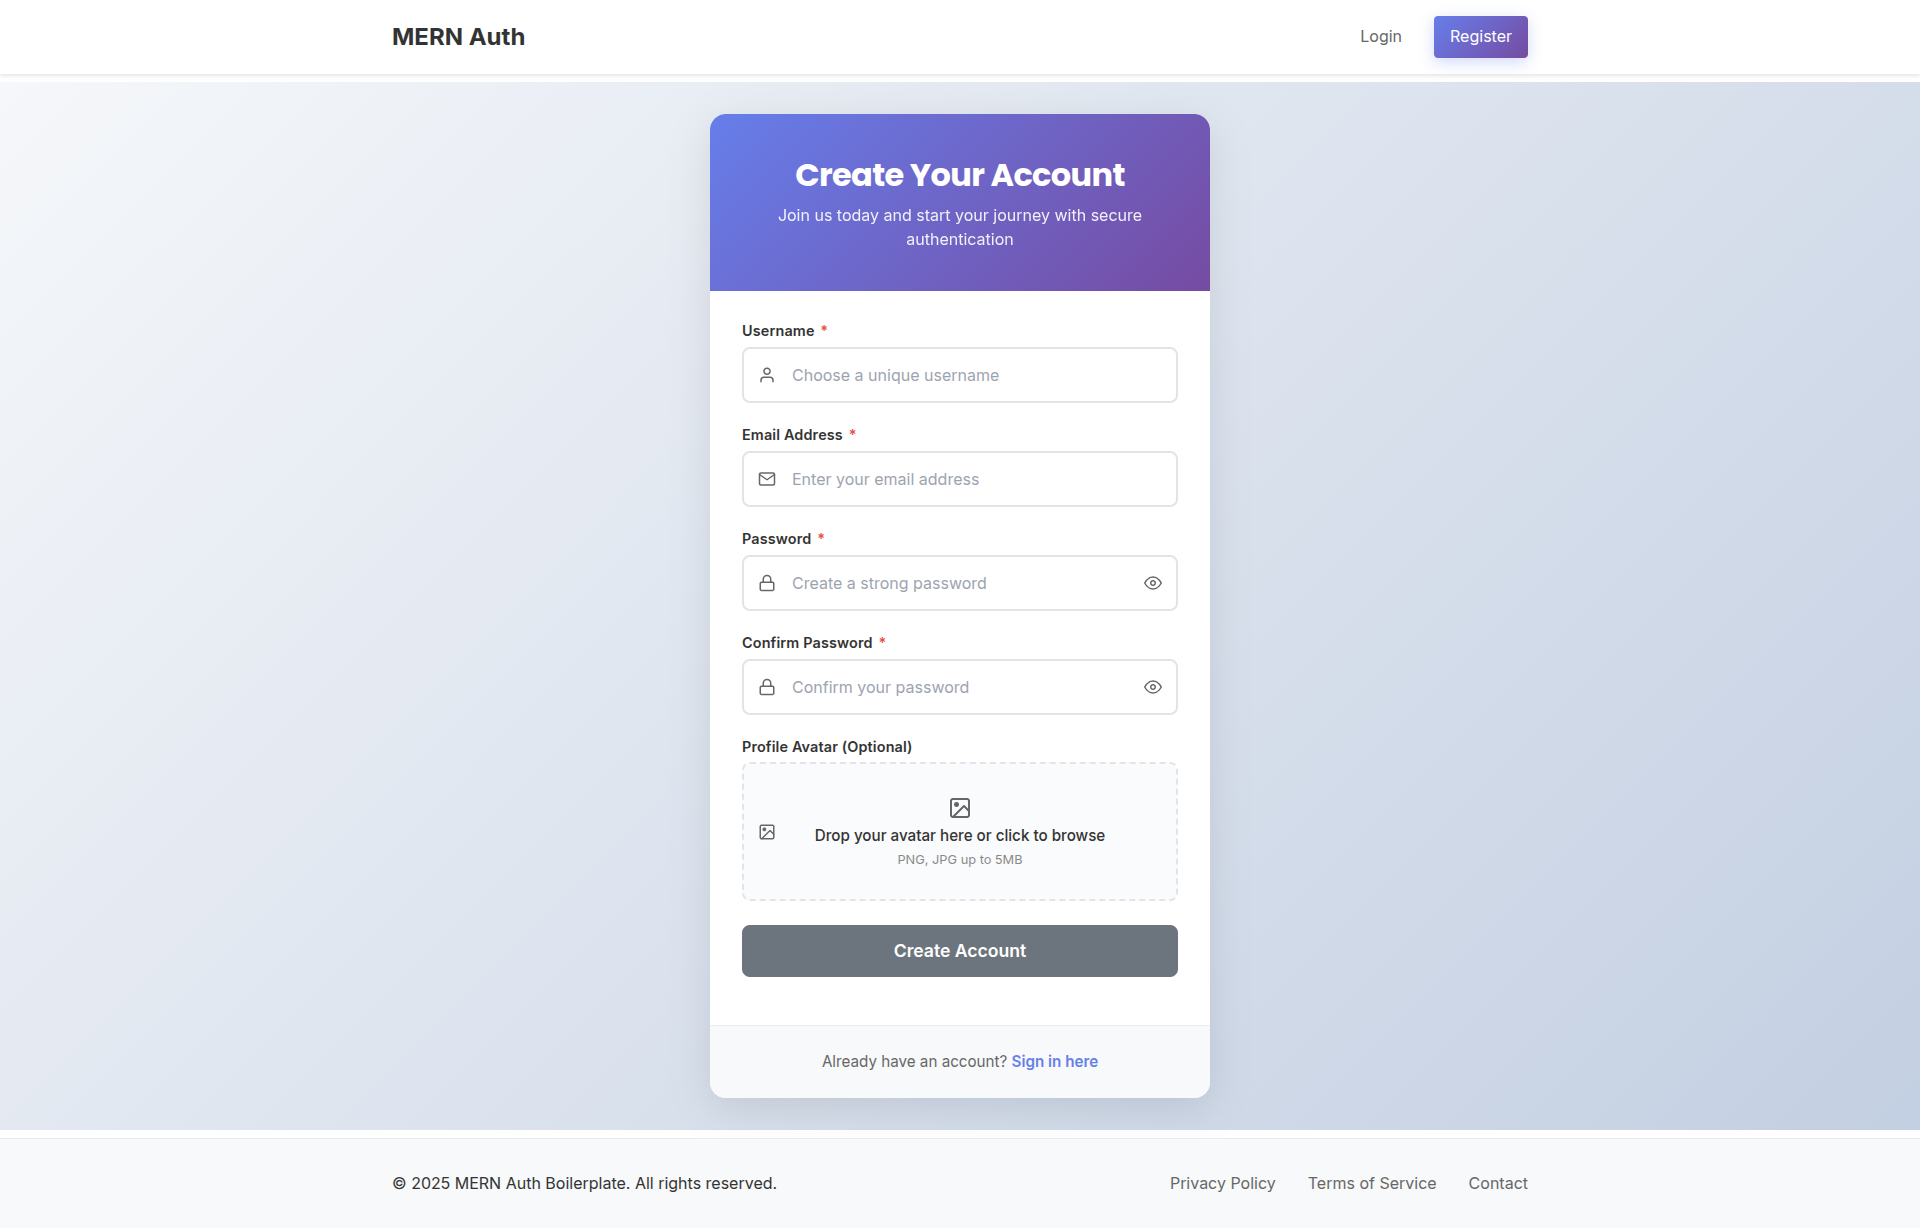 MERN Auth
Login
Register
Create Your Account
Join us today and start your journey with secure
authentication
Username *
Choose a unique username
Email Address *
Enter your email address
Password *
Create a strong password
Confirm Password *
Confirm your password
Profile Avatar (Optional)
Drop your avatar here or click to browse
PNG, JPG up to 5MB
Create Account
Already have an account? Sign in here
© 2025 MERN Auth Boilerplate. All rights reserved.
Privacy Policy
Terms of Service
Contact